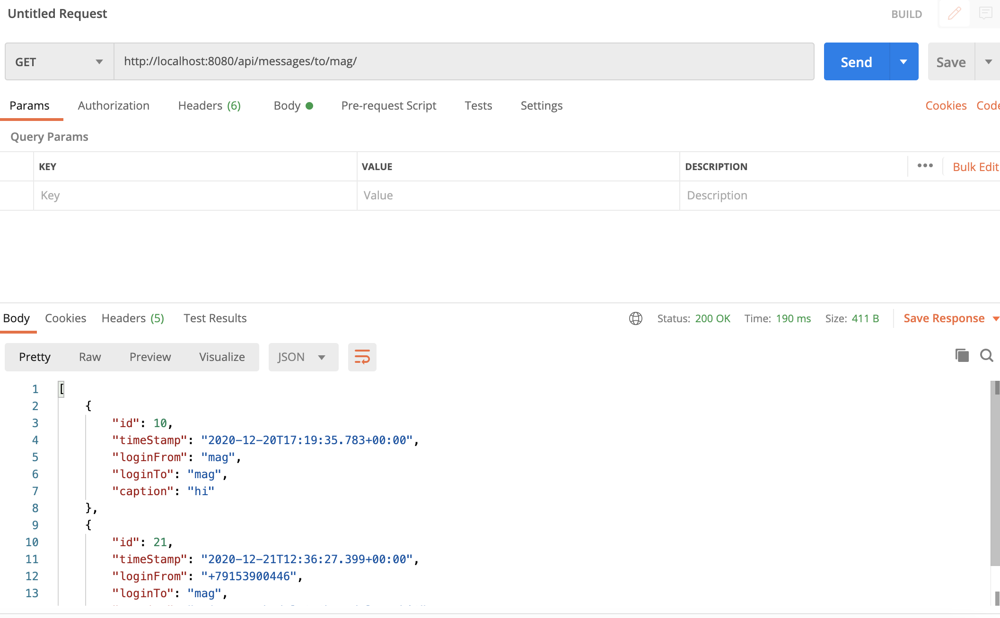 Untitled Request
BUILD
GET
http://localhost:8080/api/messages/to/mag/
Send
Save
Params Authorization Headers (6) Body Pre-request Script Tests Settings Cookies Code
Query Params
KEY VALUE DESCRIPTION ••• Bulk Edit
Key Value Description
Body Cookies Headers (5) Test Results Status: 200 OK Time: 190 ms Size: 411 B Save Response
Pretty Raw Preview Visualize JSON
1 [
2 {
3 "id": 10,
4 "timeStamp": "2020-12-20T17:19:35.783+00:00",
5 "loginFrom": "mag",
6 "loginTo": "mag",
7 "caption": "hi"
8 },
9 {
10 "id": 21,
11 "timeStamp": "2020-12-21T12:36:27.399+00:00",
12 "loginFrom": "+79153900446",
13 "loginTo": "mag",